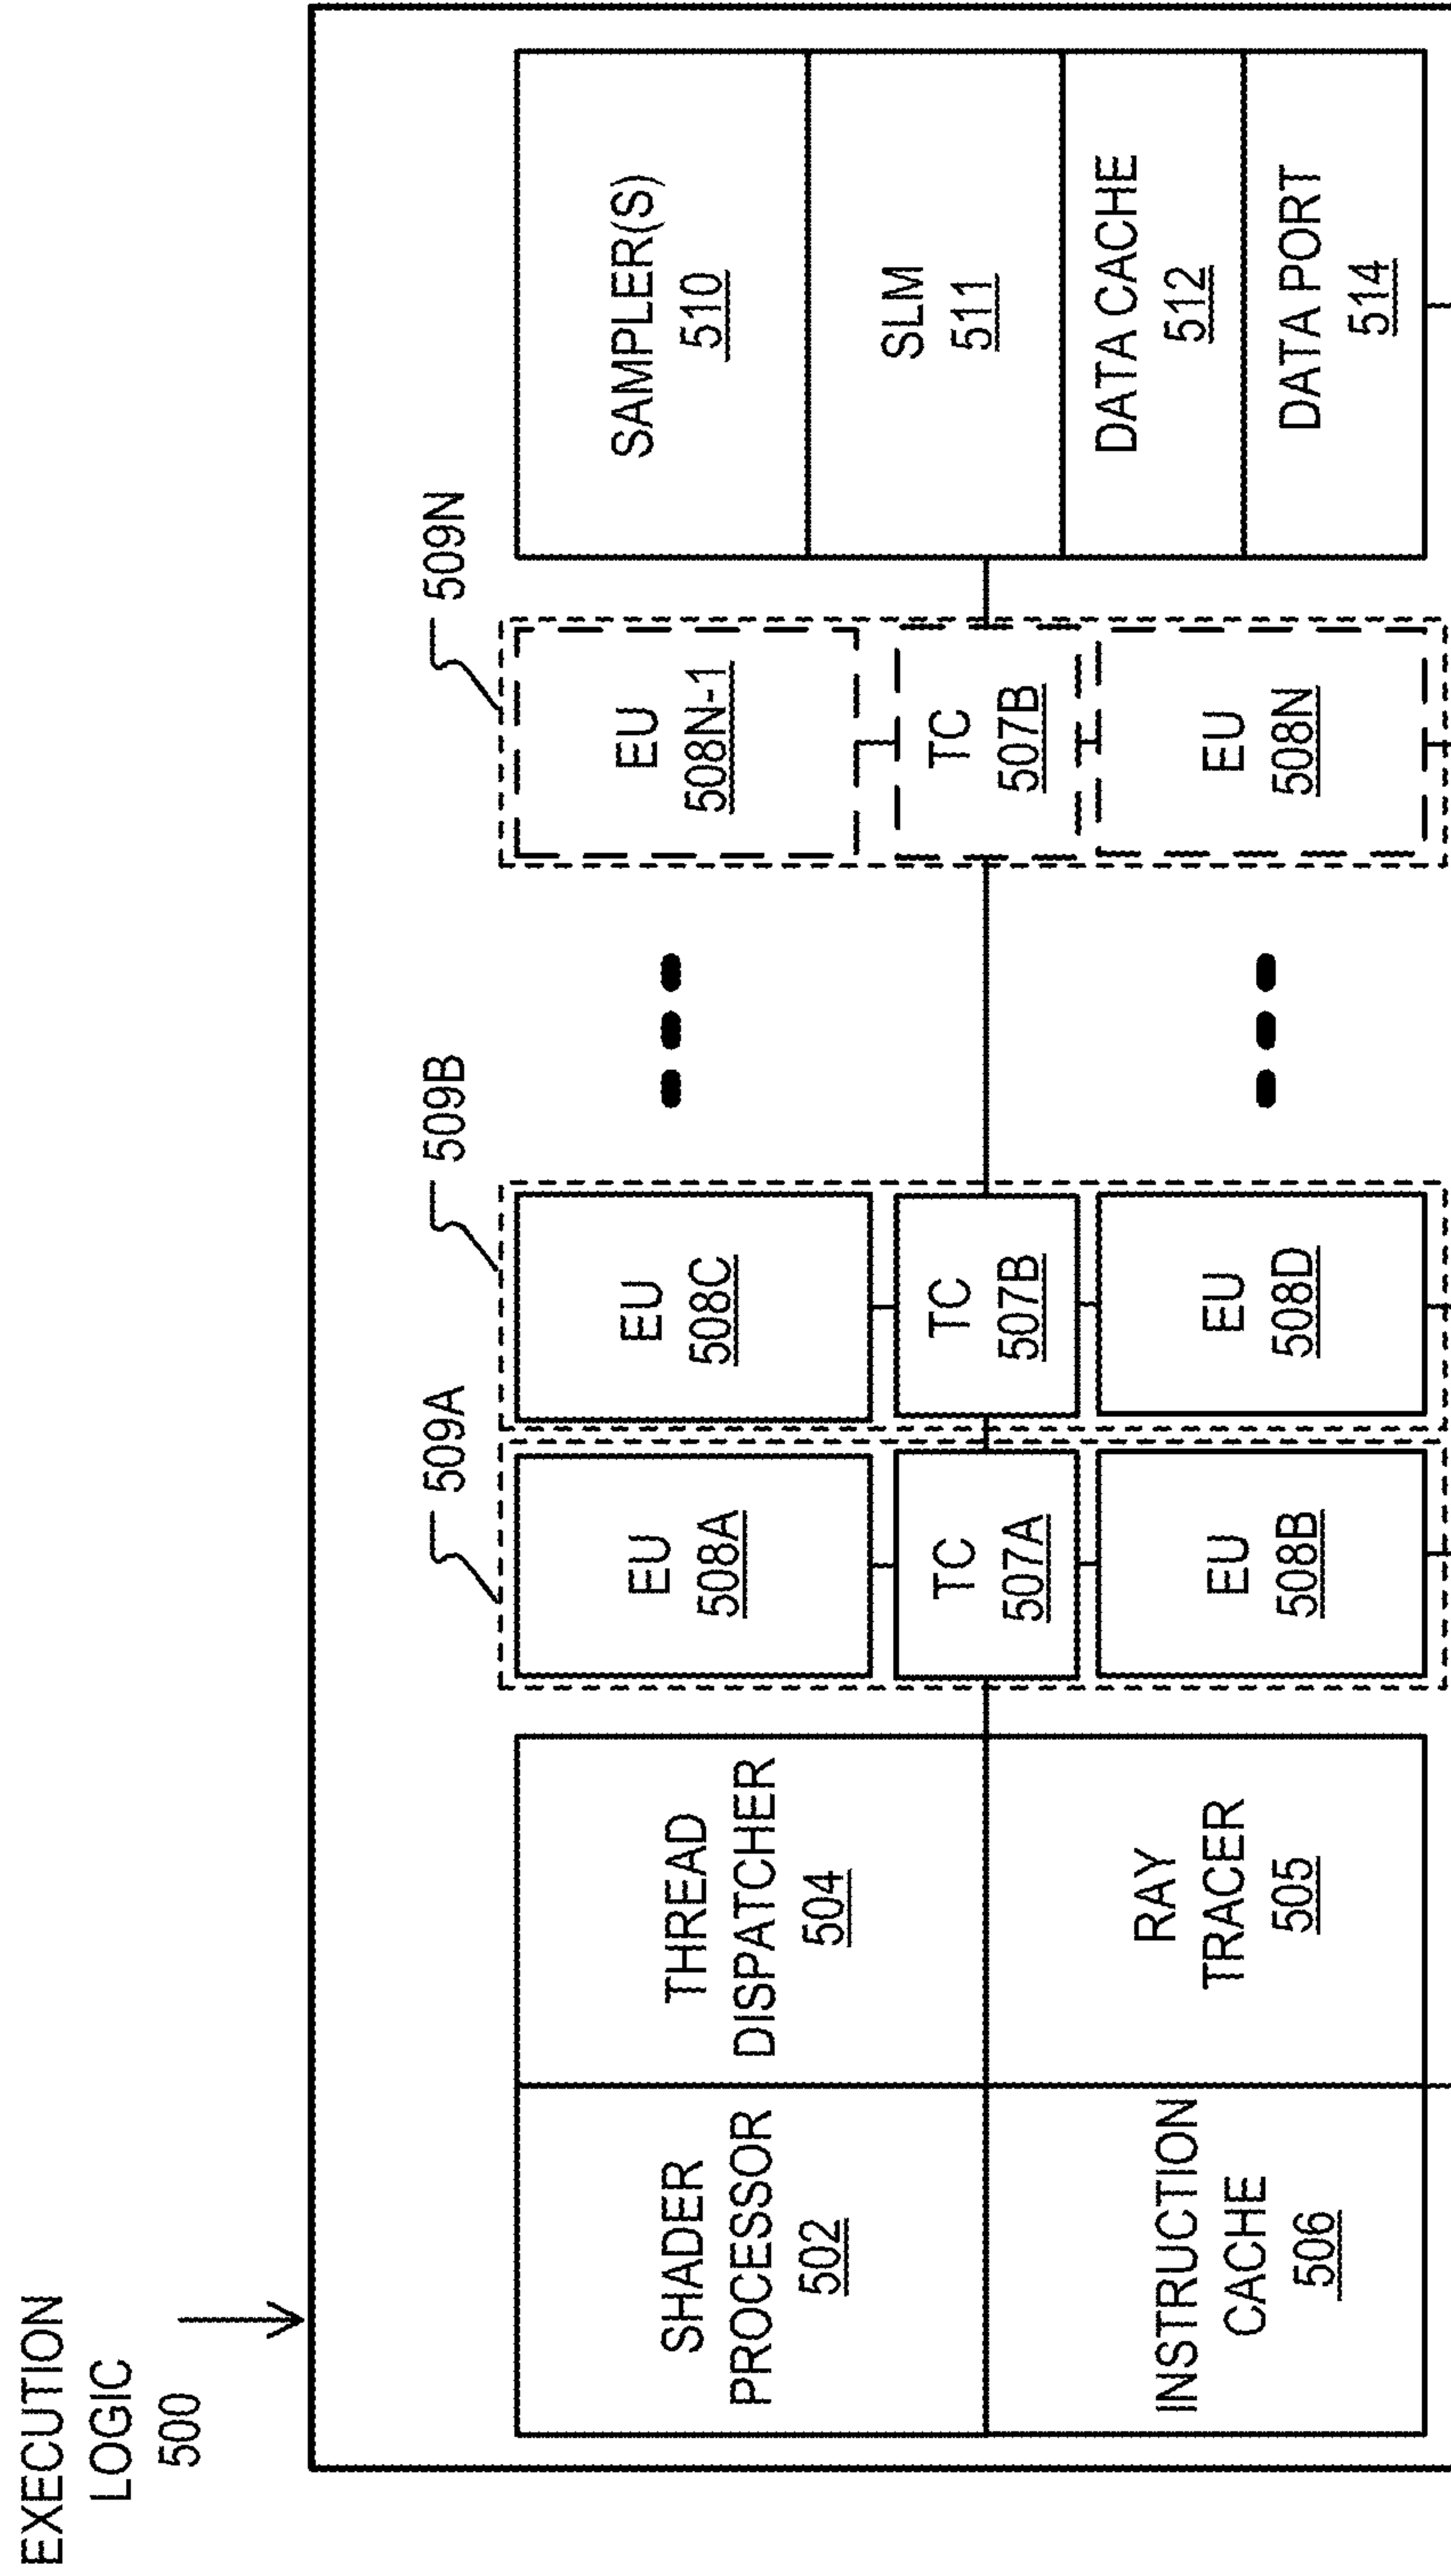 EXECUTION
LOGIC
500
509A
509B
509N
SHADER
PROCESSOR
502
THREAD
DISPATCHER
504
EU
508A
EU
508C
EU
508N-1
SAMPLER(S)
510
TC
507A
TC
507B
TC
507B
SLM
511
INSTRUCTION
CACHE
506
RAY
TRACER
505
EU
508B
EU
508D
EU
508N
DATA CACHE
512
DATA PORT
514